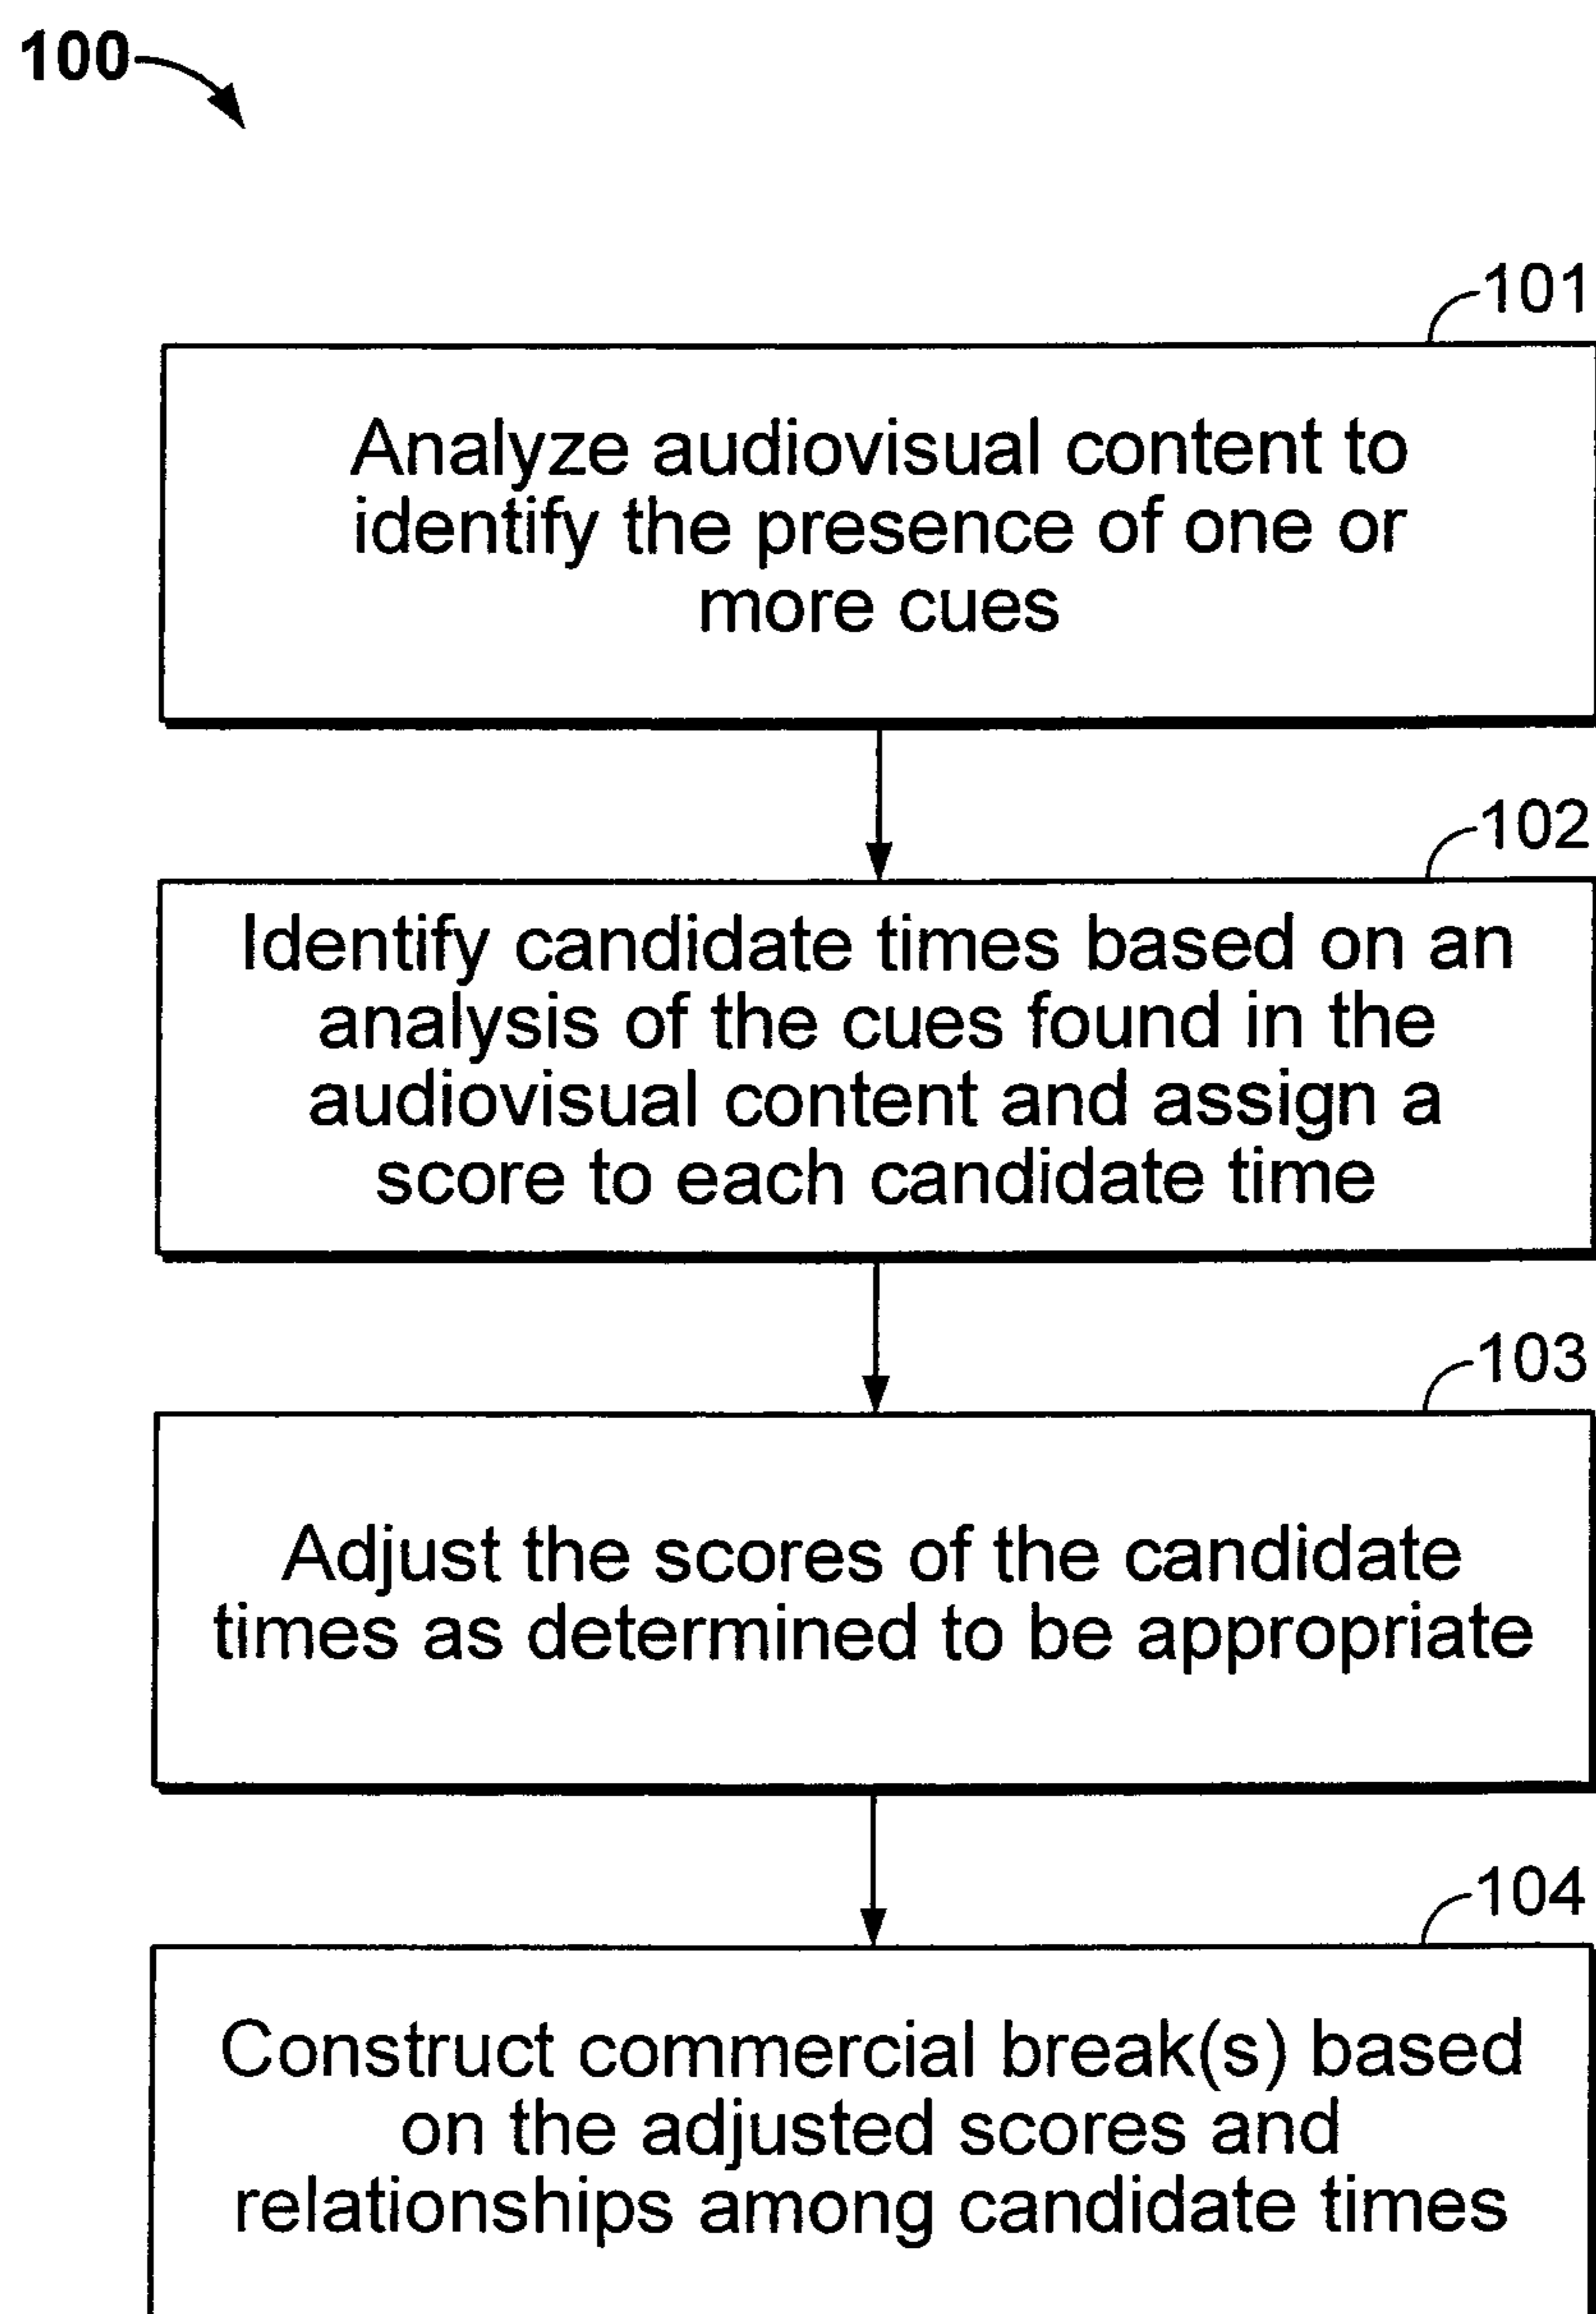 100
101
Analyze audiovisual content to
identify the presence of one or
more cues
102
Identify candidate times based on an
analysis of the cues found in the
audiovisual content and assign a
score to each candidate time
103
Adjust the scores of the candidate
times as determined to be appropriate
104
Construct commercial break(s) based
on the adjusted scores and
relationships among candidate times